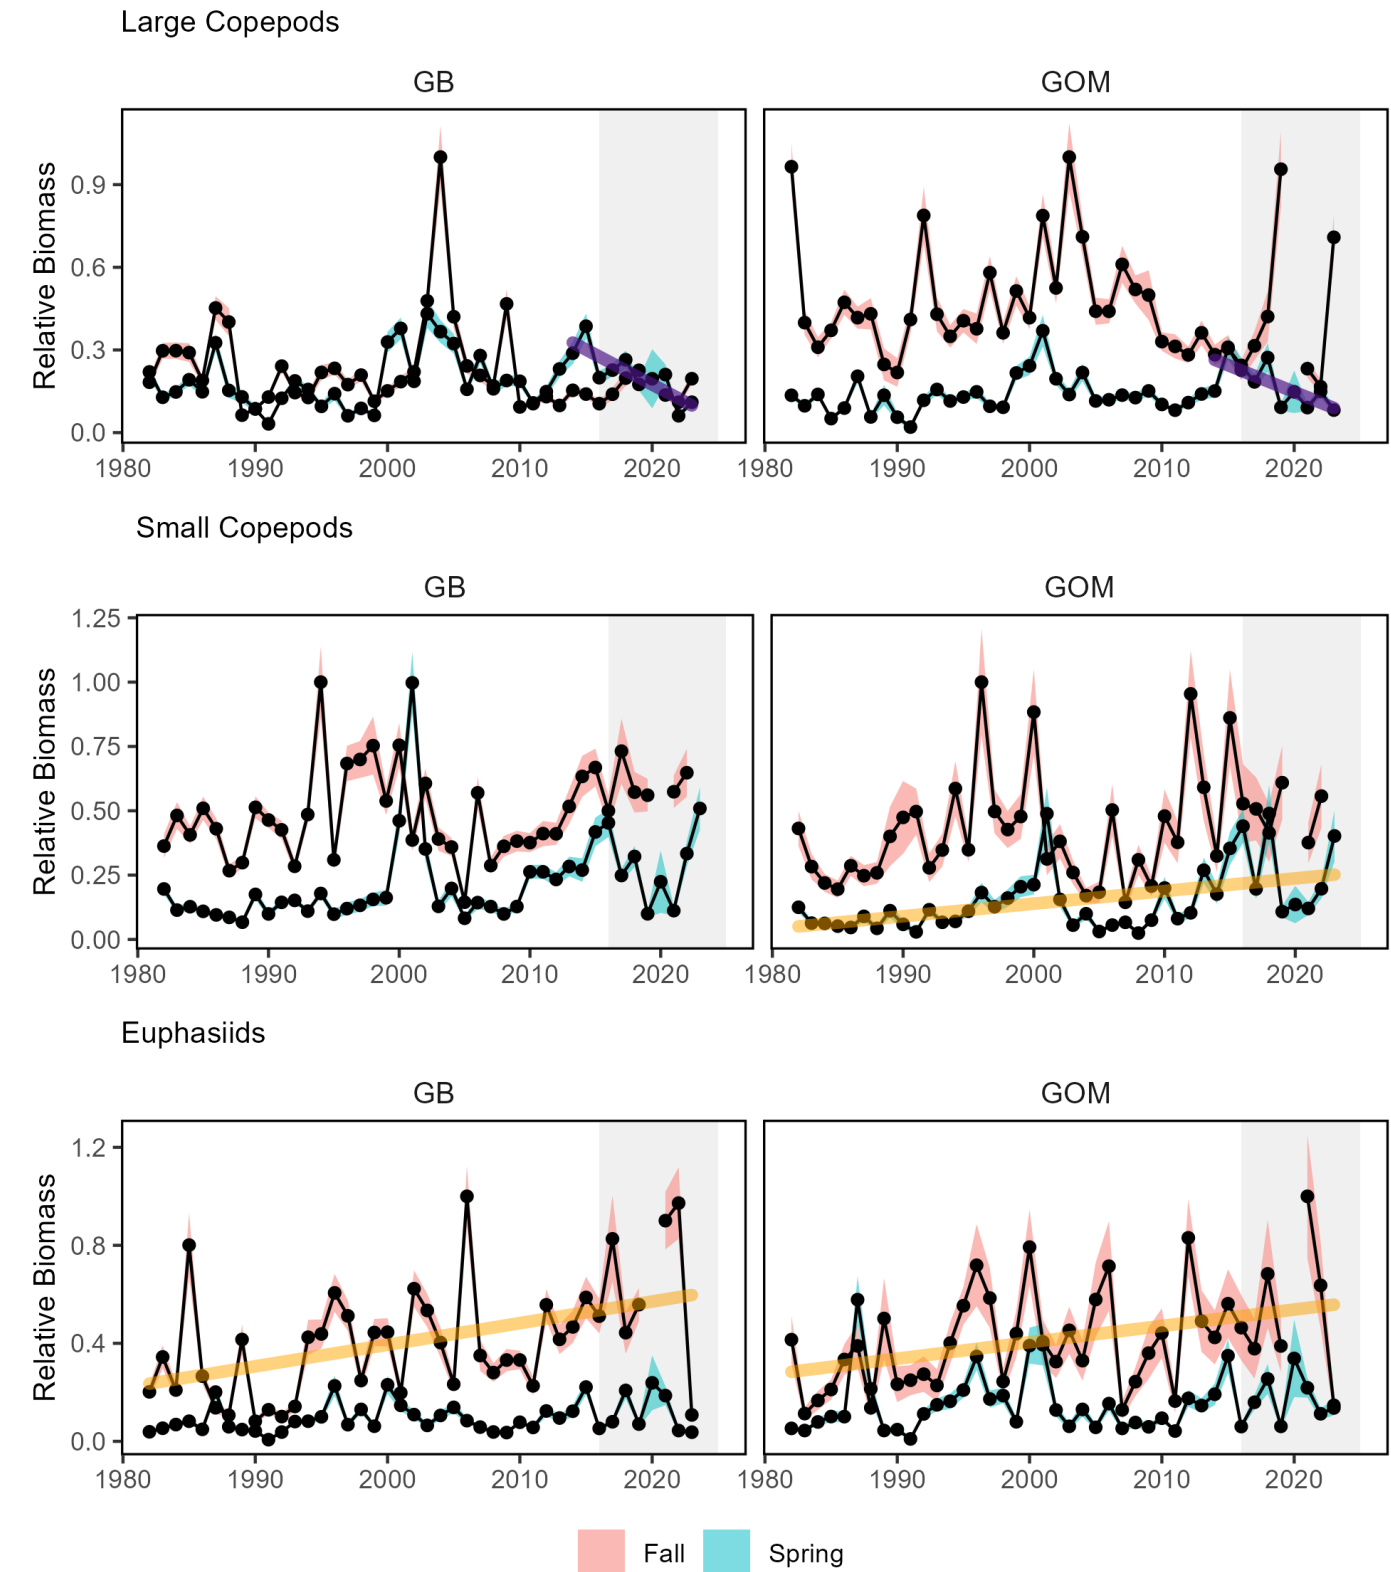 Large Copepods
GB GOM
Relative Biomass
0.9
0.6
0.3
0.0
1980 1990 2000 2010 2020 1980 1990 2000 2010 2020
Small Copepods
GB GOM
Relative Biomass
1.25
1.00
0.75
0.50
0.25
0.00
1980 1990 2000 2010 2020 1980 1990 2000 2010 2020
Euphasiids
GB GOM
Relative Biomass
1.2
0.8
0.4
0.0
1980 1990 2000 2010 2020 1980 1990 2000 2010 2020
Fall Spring